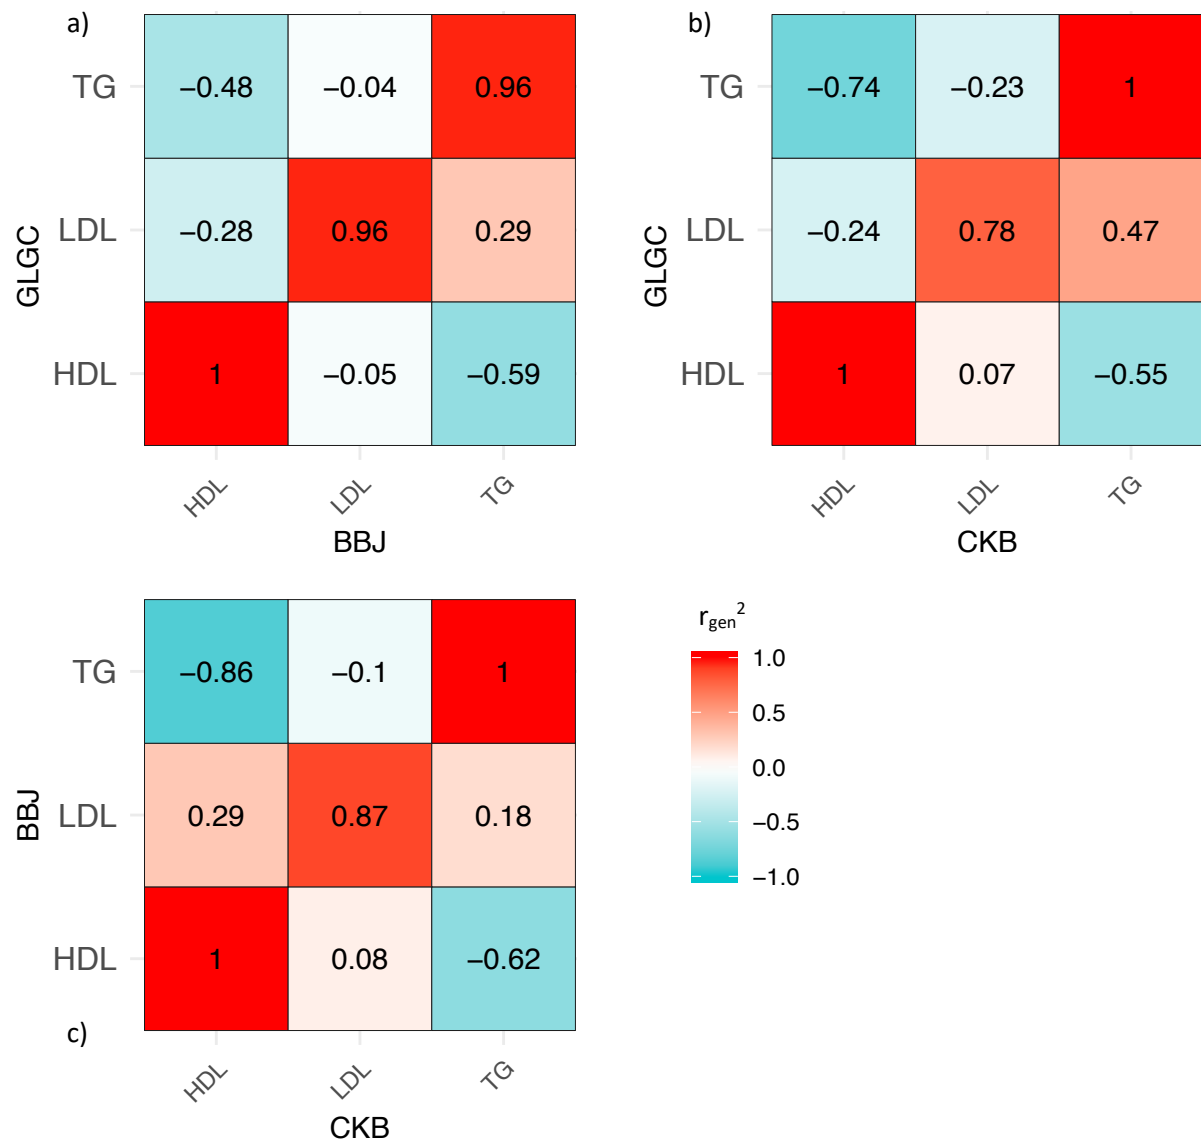 a)
TG −0.48 −0.04 0.96
LDL −0.28 0.96 0.29
HDL 1 −0.05 −0.59
GLGC
HDL LDL TG
BBJ
b)
TG −0.74 −0.23 1
LDL −0.24 0.78 0.47
HDL 1 0.07 −0.55
GLGC
HDL LDL TG
CKB
TG −0.86 −0.1 1
LDL 0.29 0.87 0.18
HDL 1 0.08 −0.62
BBJ
c)
HDL LDL TG
CKB
r_gen²
1.0
0.5
0.0
−0.5
−1.0